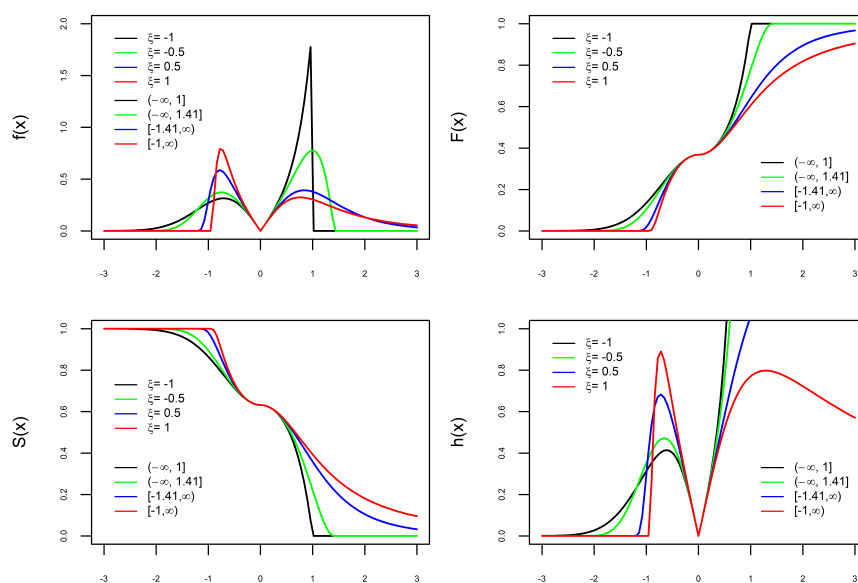 f(x)
0.0 0.5 1.0 1.5 2.0
ξ= -1
ξ= -0.5
ξ= 0.5
ξ= 1
(−∞, 1]
(−∞, 1.41]
[-1.41,∞)
[-1,∞)
-3 -2 -1 0 1 2 3
F(x)
0.0 0.2 0.4 0.6 0.8 1.0
ξ= -1
ξ= -0.5
ξ= 0.5
ξ= 1
(−∞, 1]
(−∞, 1.41]
[-1.41,∞)
[-1,∞)
-3 -2 -1 0 1 2 3
S(x)
0.0 0.2 0.4 0.6 0.8 1.0
ξ= -1
ξ= -0.5
ξ= 0.5
ξ= 1
(−∞, 1]
(−∞, 1.41]
[-1.41,∞)
[-1,∞)
-3 -2 -1 0 1 2 3
h(x)
0.0 0.2 0.4 0.6 0.8 1.0
ξ= -1
ξ= -0.5
ξ= 0.5
ξ= 1
(−∞, 1]
(−∞, 1.41]
[-1.41,∞)
[-1,∞)
-3 -2 -1 0 1 2 3